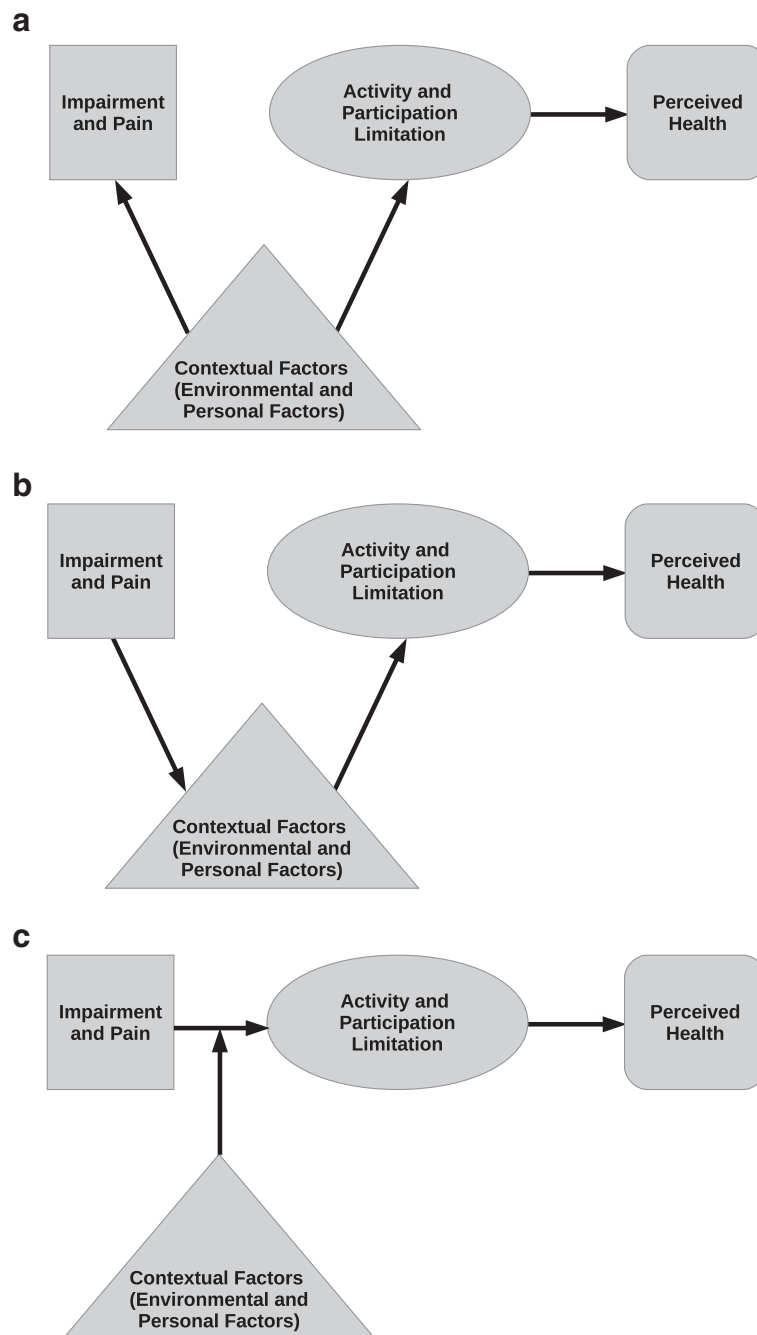 a
Impairment
and Pain
Activity and
Participation
Limitation
Perceived
Health
Contextual Factors
(Environmental and
Personal Factors)
b
Impairment
and Pain
Activity and
Participation
Limitation
Perceived
Health
Contextual Factors
(Environmental and
Personal Factors)
c
Impairment
and Pain
Activity and
Participation
Limitation
Perceived
Health
Contextual Factors
(Environmental and
Personal Factors)